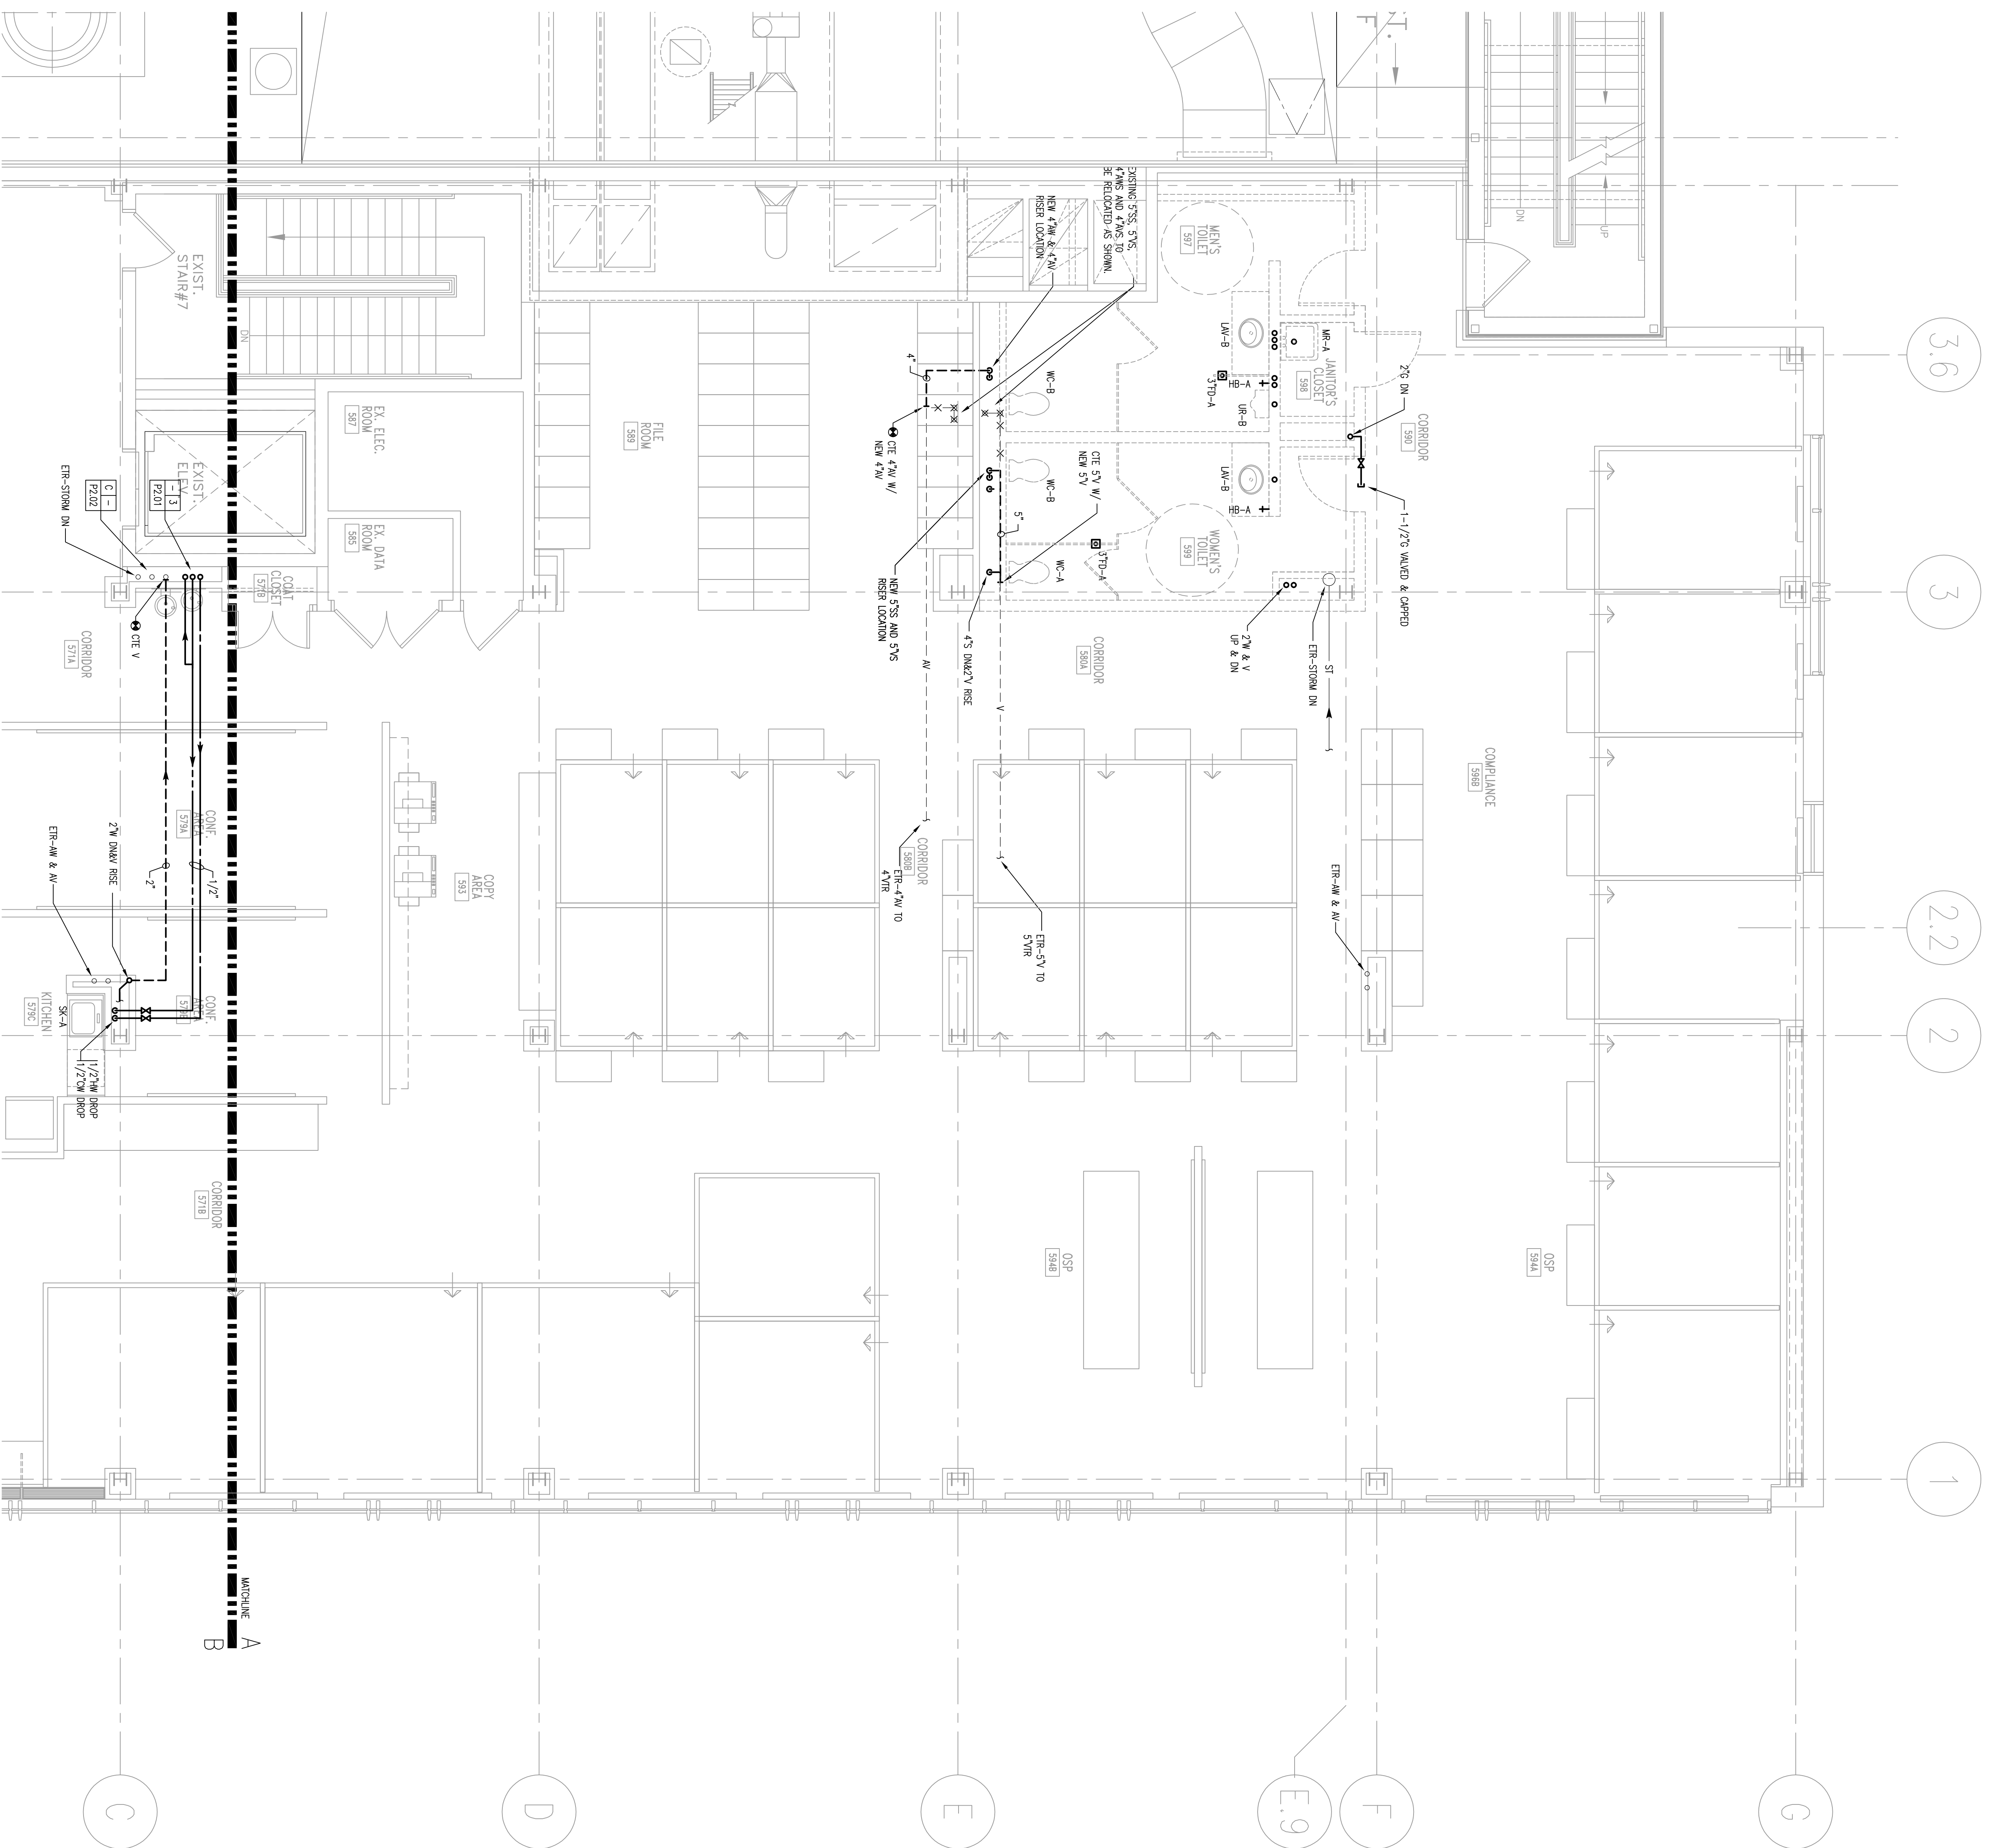 3.6
3
2.2
2
1
ST.
F
DN
UP
CORRIDOR
590
2"G DN
1-1/2"G VALVED & CAPPED
COMPLIANCE
596B
OSP
594A
MEN'S
TOILET
597
JANITOR'S
CLOSET
598
MR-A
LAV-B
HB-A
3"FD-A
UR-B
WOMEN'S
TOILET
599
LAV-B
HB-A
3"FD-A
WC-B
WC-B
WC-A
2"W & V
UP & DN
ETR-STORM DN
ST
ETR-AW & AV
EXISTING 5"SS, 5"VS,
4"AWS AND 4"AVS TO
BE RELOCATED AS SHOWN.
NEW 4"AW & 4"AV
RISER LOCATION
4"
CTE 4"AV W/
NEW 4"AV
CTE 5"V W/
NEW 5"V
5"
NEW 5"SS AND 5"VS
RISER LOCATION
4"S DN&2"V RISE
AV
V
CORRIDOR
580A
CORRIDOR
580B
ETR-4"AV TO
4"VTR
ETR-5"V TO
5"VTR
OSP
594B
FILE
ROOM
589
COPY
AREA
593
EXIST.
STAIR#7
DN
EX. ELEC.
ROOM
587
EXIST.
ELEV.
EX. DATA
ROOM
585
COAT
CLOSET
571B
- 3
P2.01
C -
P2.02
ETR-STORM DN
CTE V
CORRIDOR
571A
CONF.
AREA
579A
1/2"
2"
2"W DN&V RISE
ETR-AW & AV
CONF.
AREA
KITCHEN
579C
SK-A
1/2"HW DROP
1/2"CW DROP
CORRIDOR
571B
MATCHLINE
A
B
C
D
E
E.9
F
G